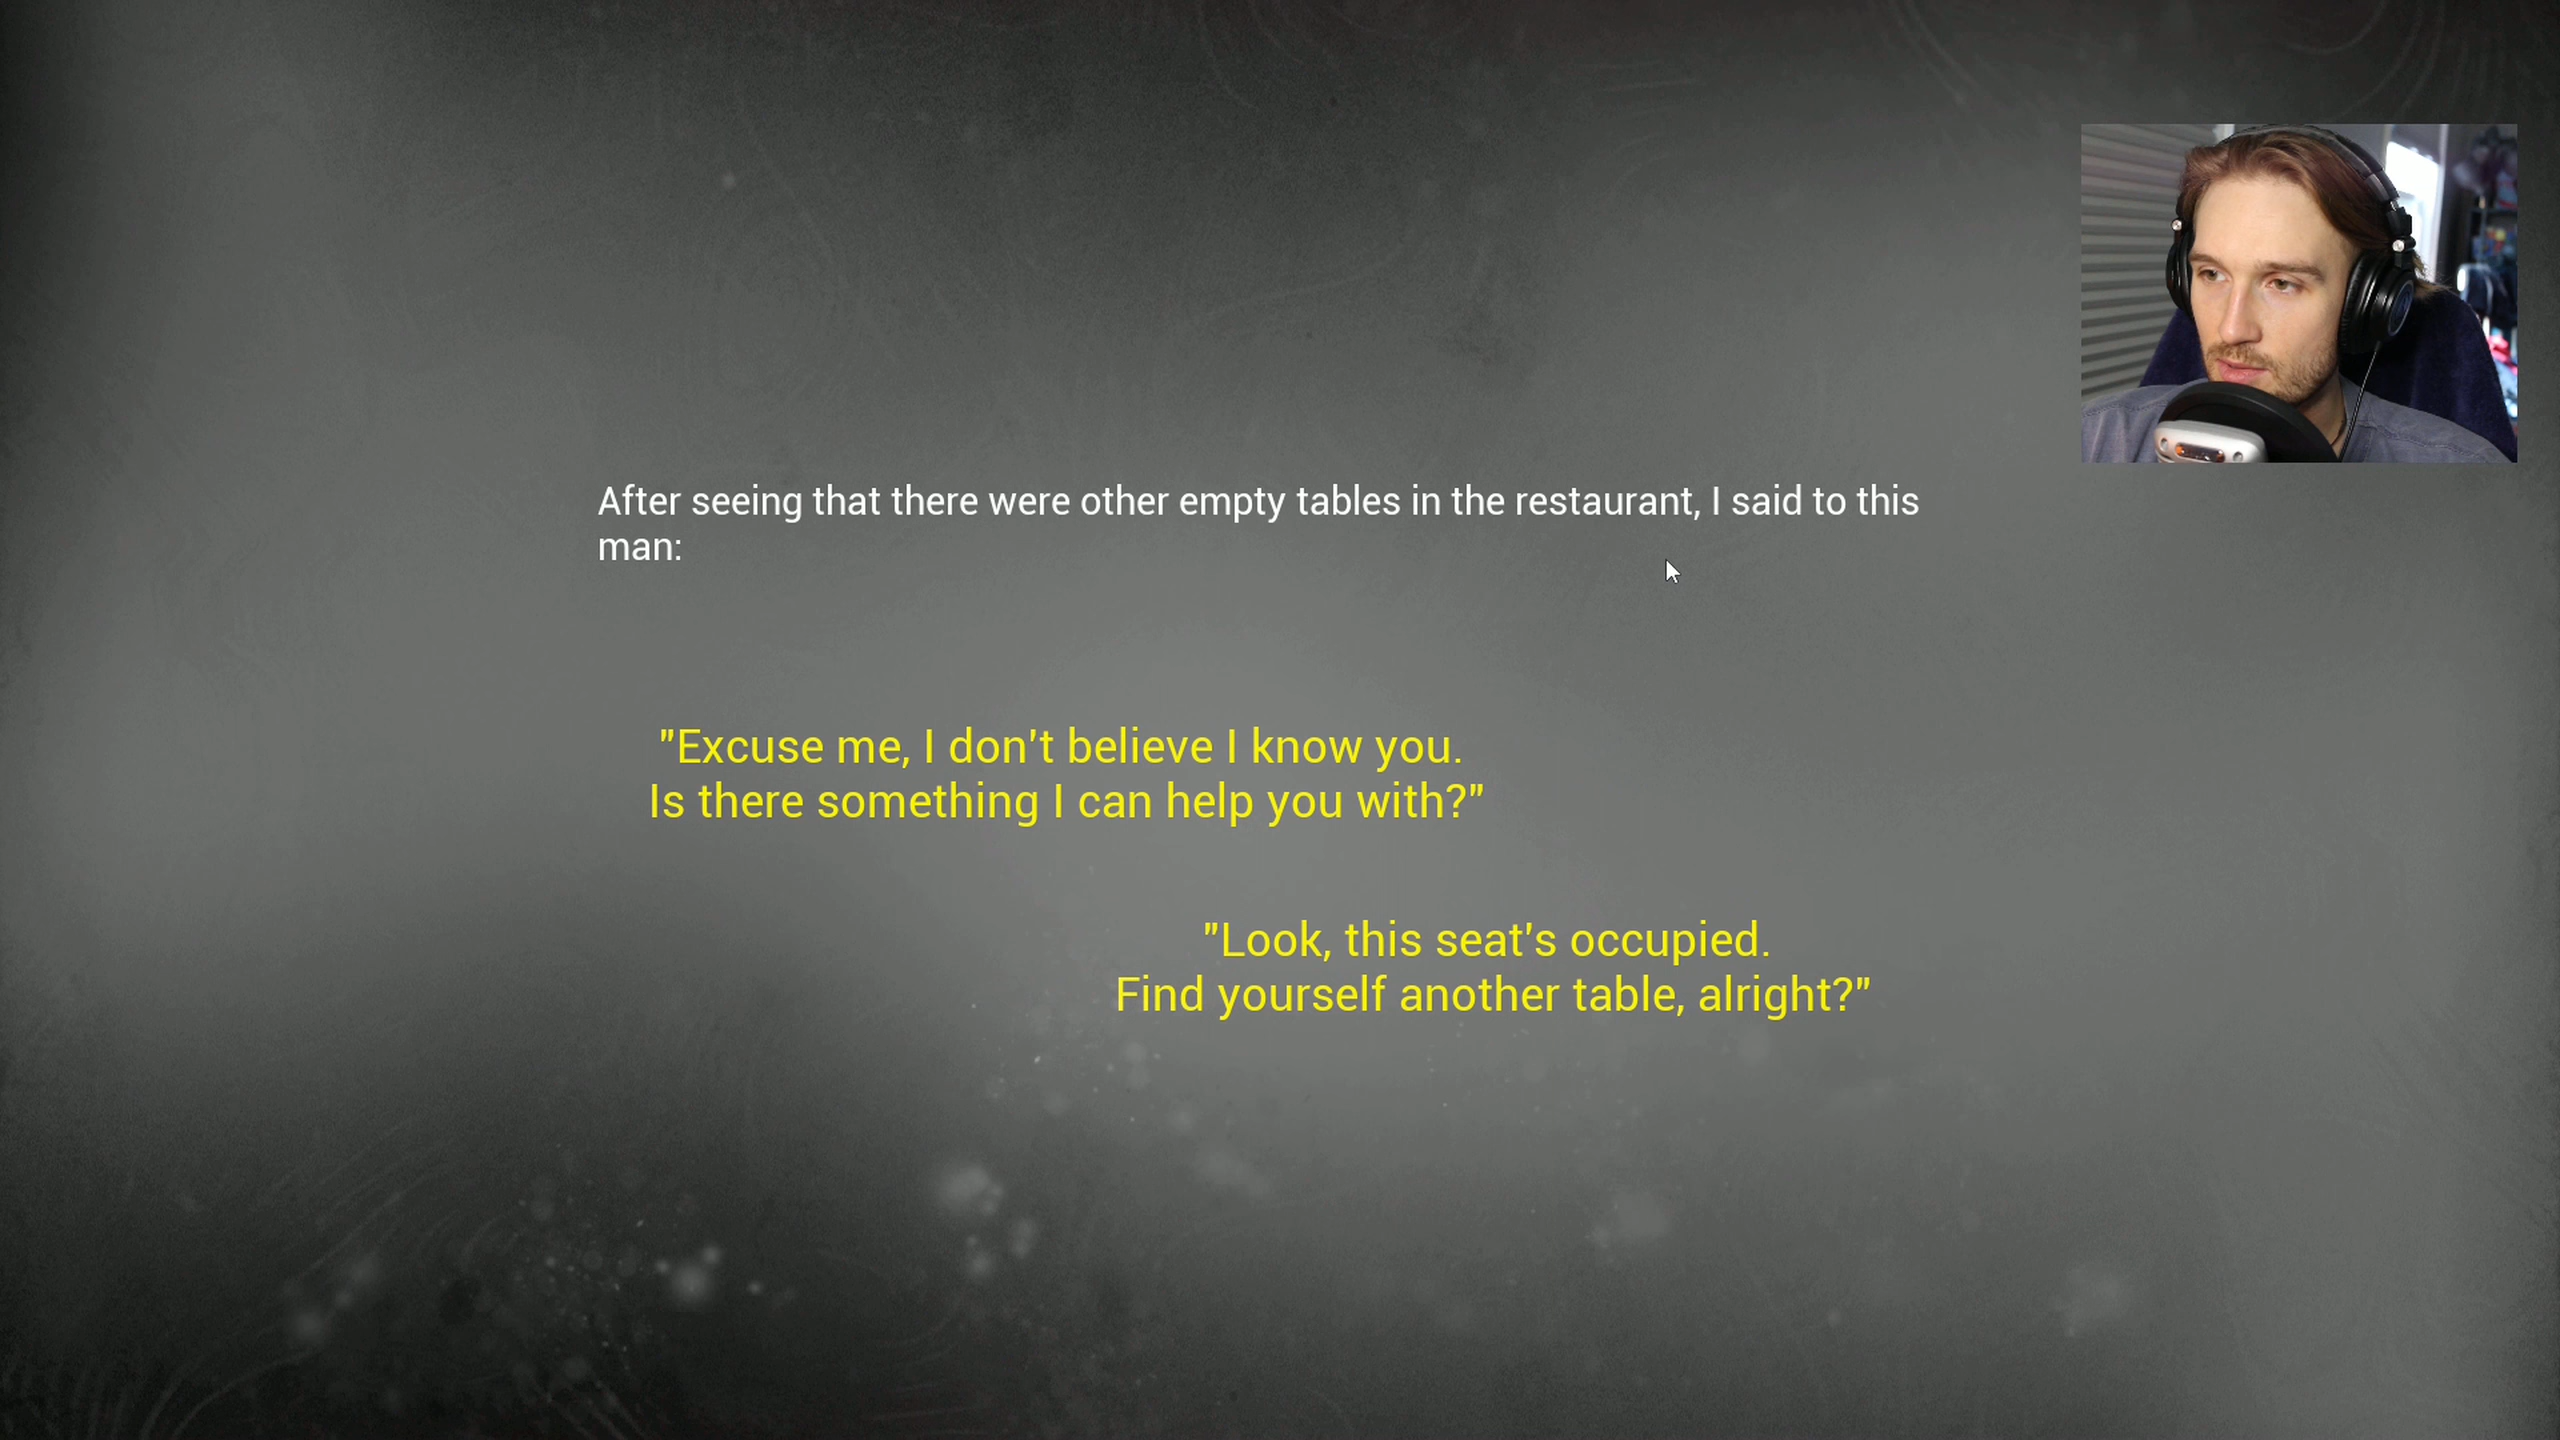 After seeing that there were other empty tables in the restaurant, I said to this
man:
"Excuse me, I don't believe I know you.
Is there something I can help you with?"
"Look, this seat's occupied.
Find yourself another table, alright?"